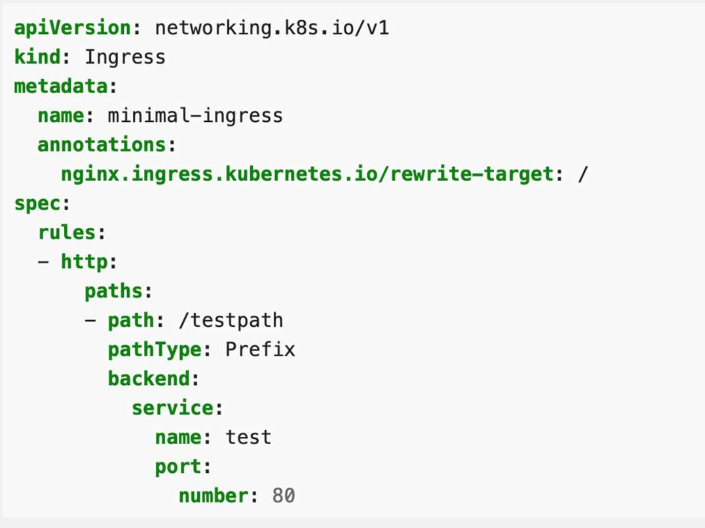 apiVersion: networking.k8s.io/v1
kind: Ingress
metadata:
  name: minimal-ingress
  annotations:
    nginx.ingress.kubernetes.io/rewrite-target: /
spec:
  rules:
  - http:
      paths:
      - path: /testpath
        pathType: Prefix
        backend:
          service:
            name: test
            port:
              number: 80